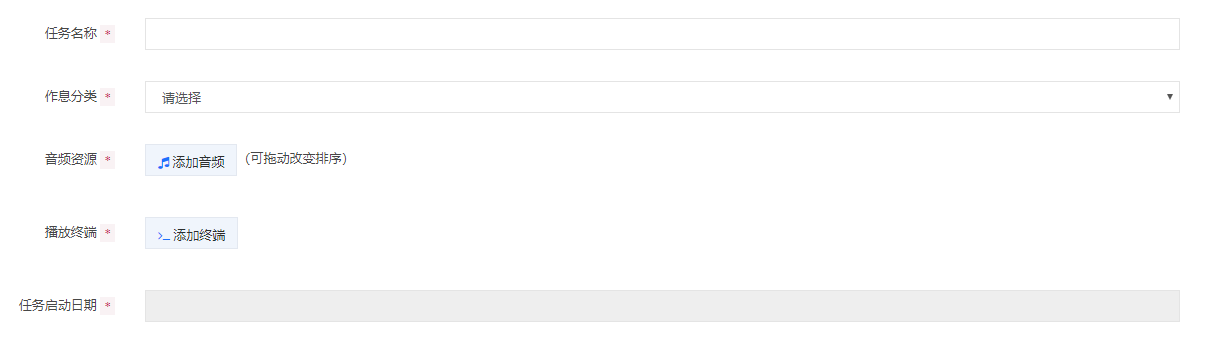 任务名称 *
作息分类 * 请选择
音频资源 * 添加音频 (可拖动改变排序)
播放终端 * 添加终端
任务启动日期 *